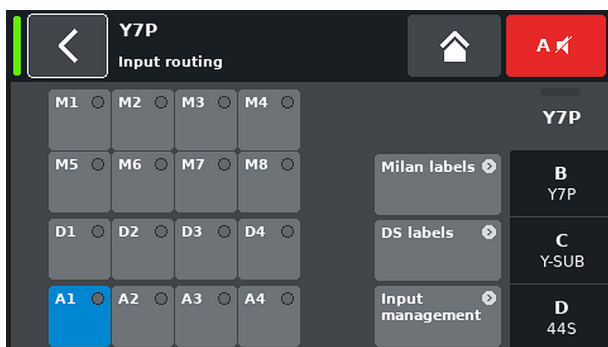 Y7P
Input routing
A
M1 M2 M3 M4
Y7P
M5 M6 M7 M8 Milan labels
B
Y7P
D1 D2 D3 D4 DS labels
C
Y-SUB
A1 A2 A3 A4 Input
management
D
44S